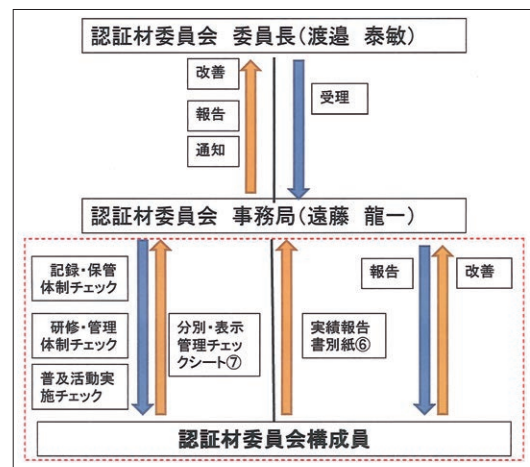 認証材委員会 委員長(渡邉 泰敏)
改善
報告
通知
受理
認証材委員会 事務局(遠藤 龍一)
記録・保管
体制チェック
研修・管理
体制チェック
普及活動実
施チェック
分別・表示
管理チェッ
クシート⑦
実績報告
書別紙⑥
報告
改善
認証材委員会構成員